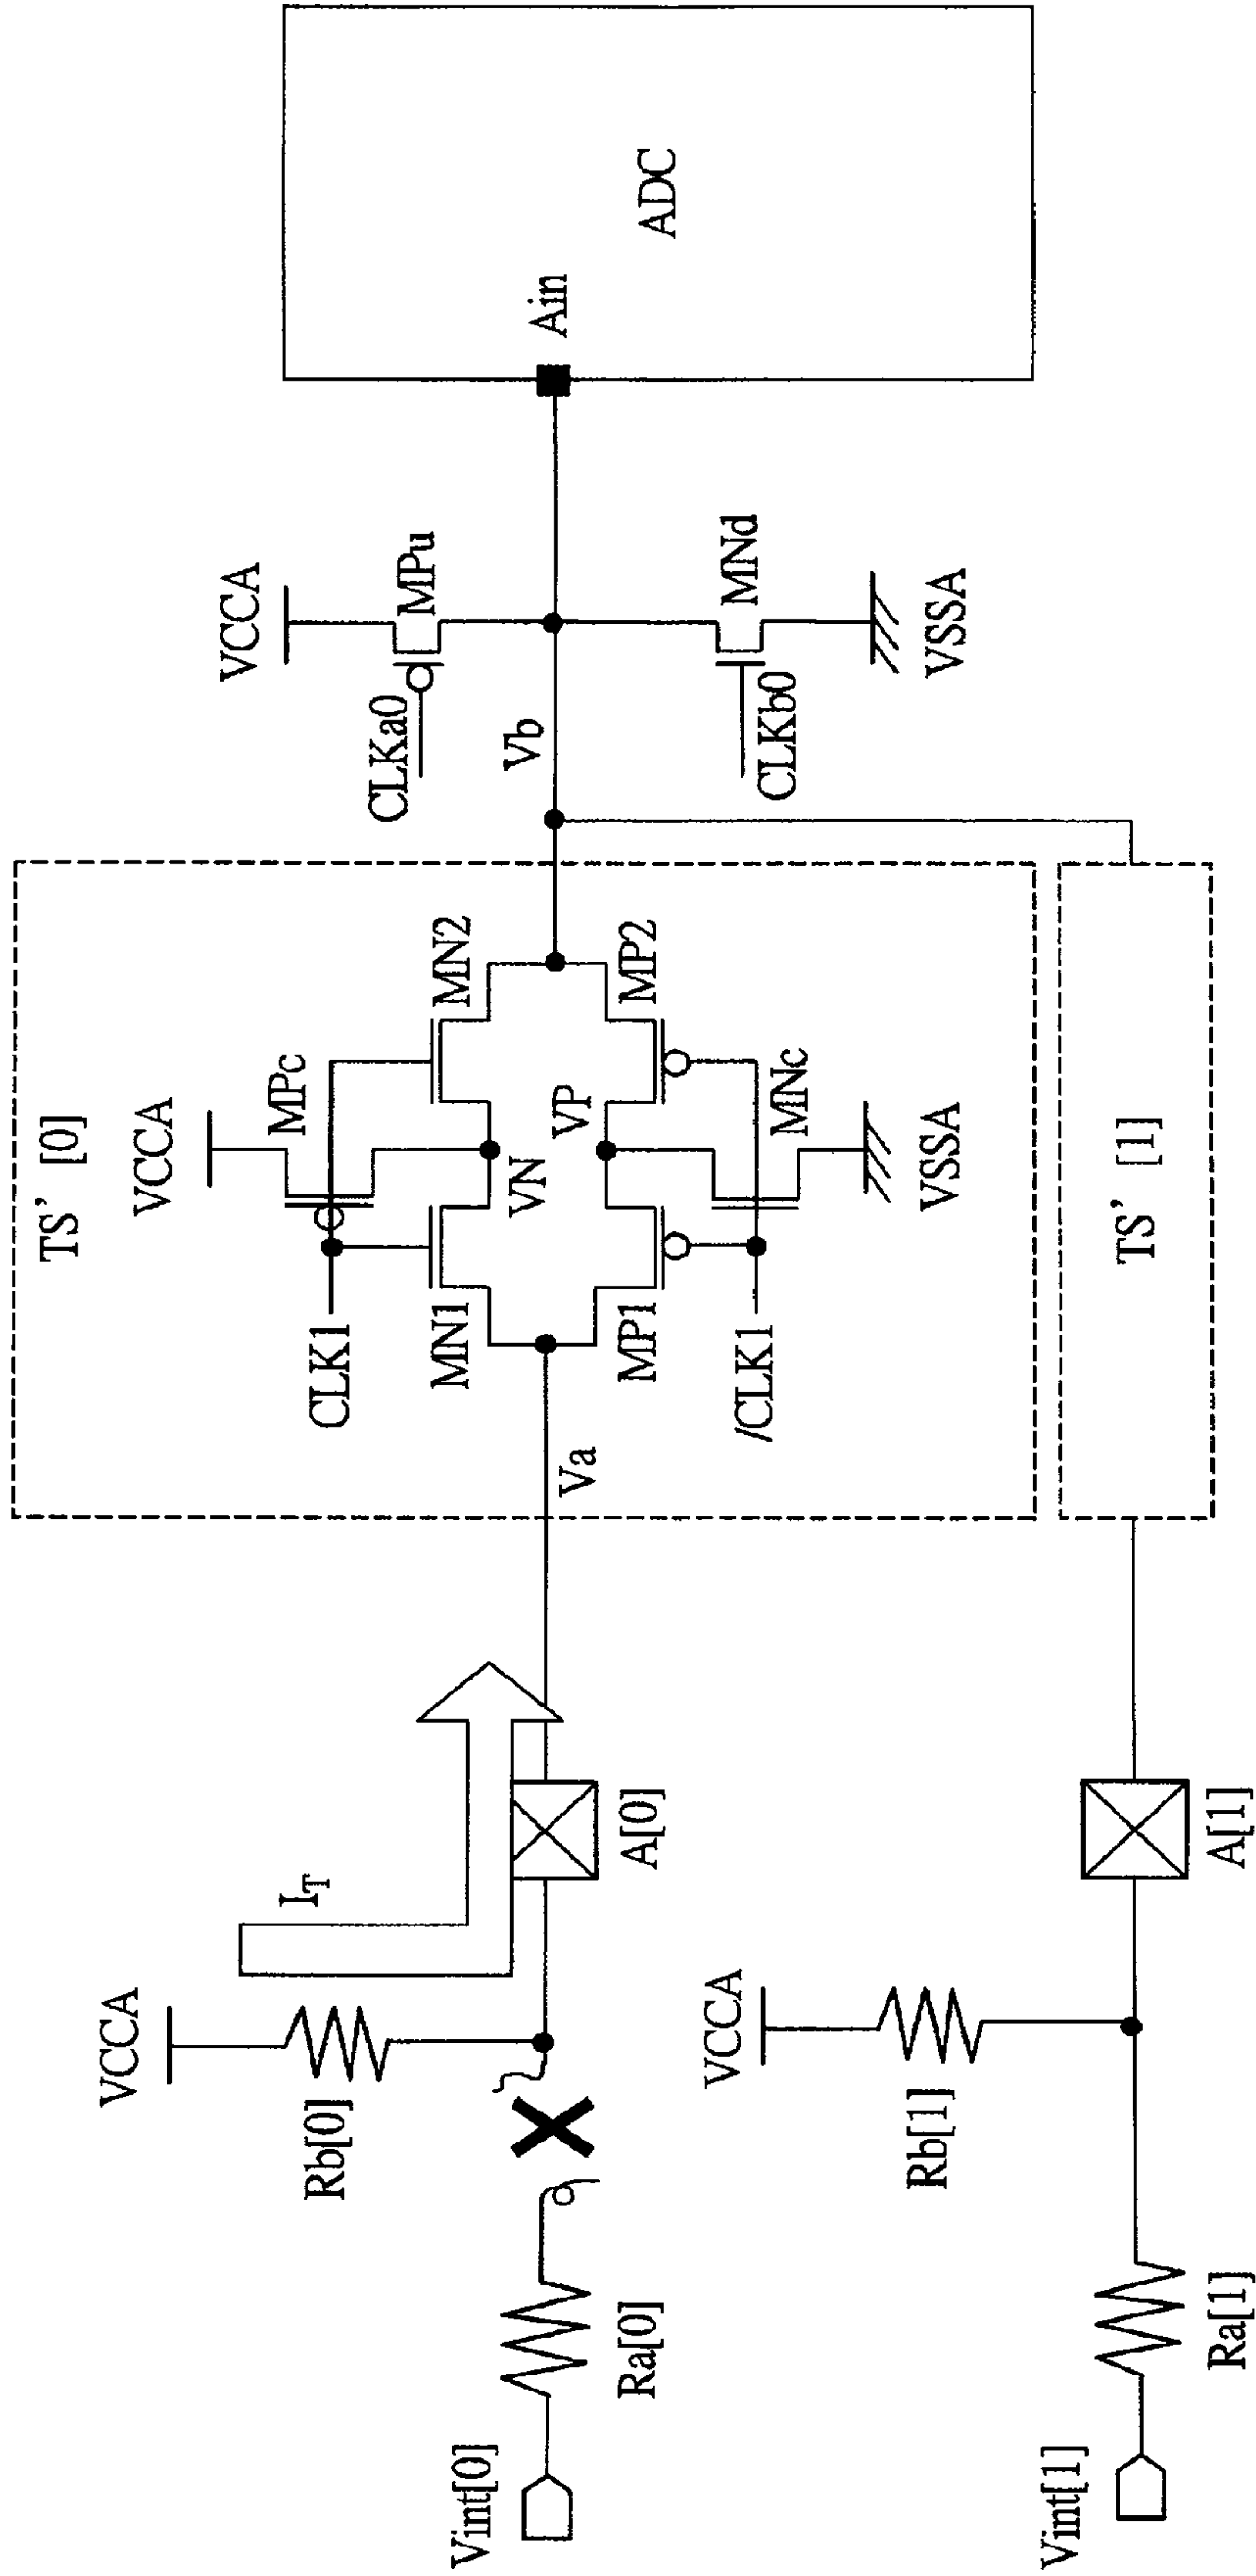 TS' [0]
VCCA
MPc
CLK1
MN1
MN2
VN
VP
Va
MP1
MP2
/CLK1
MNc
VSSA
VCCA
CLKa0
MPu
Vb
Ain
ADC
CLKb0
MNd
VSSA
VCCA
Rb[0]
IT
Vint[0]
Ra[0]
A[0]
VCCA
Rb[1]
TS' [1]
Vint[1]
Ra[1]
A[1]